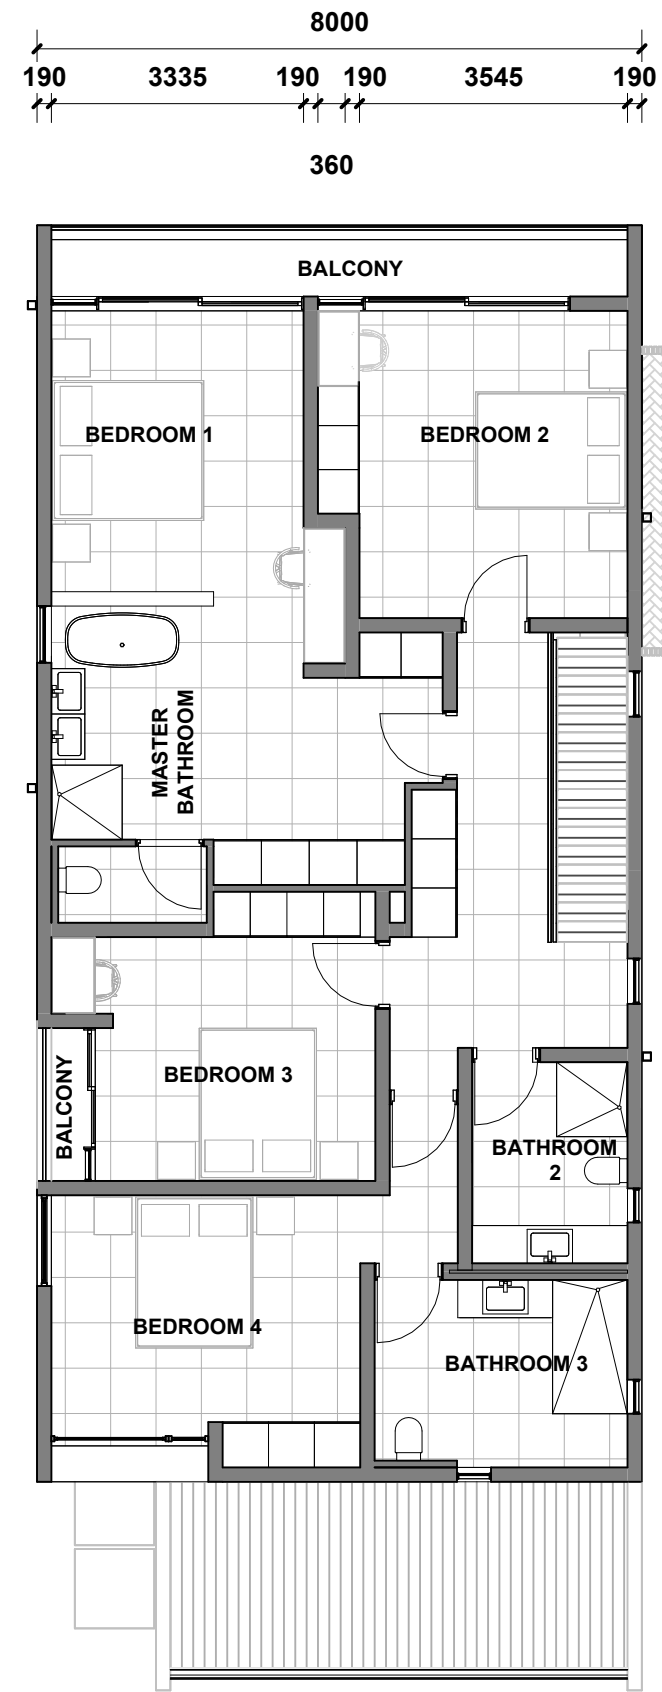 8000
190 3335 190 190 3545 190
360
BALCONY
BEDROOM 1
BEDROOM 2
MASTER
BATHROOM
BEDROOM 3
BALCONY
BATHROOM
2
BEDROOM 4
BATHROOM 3